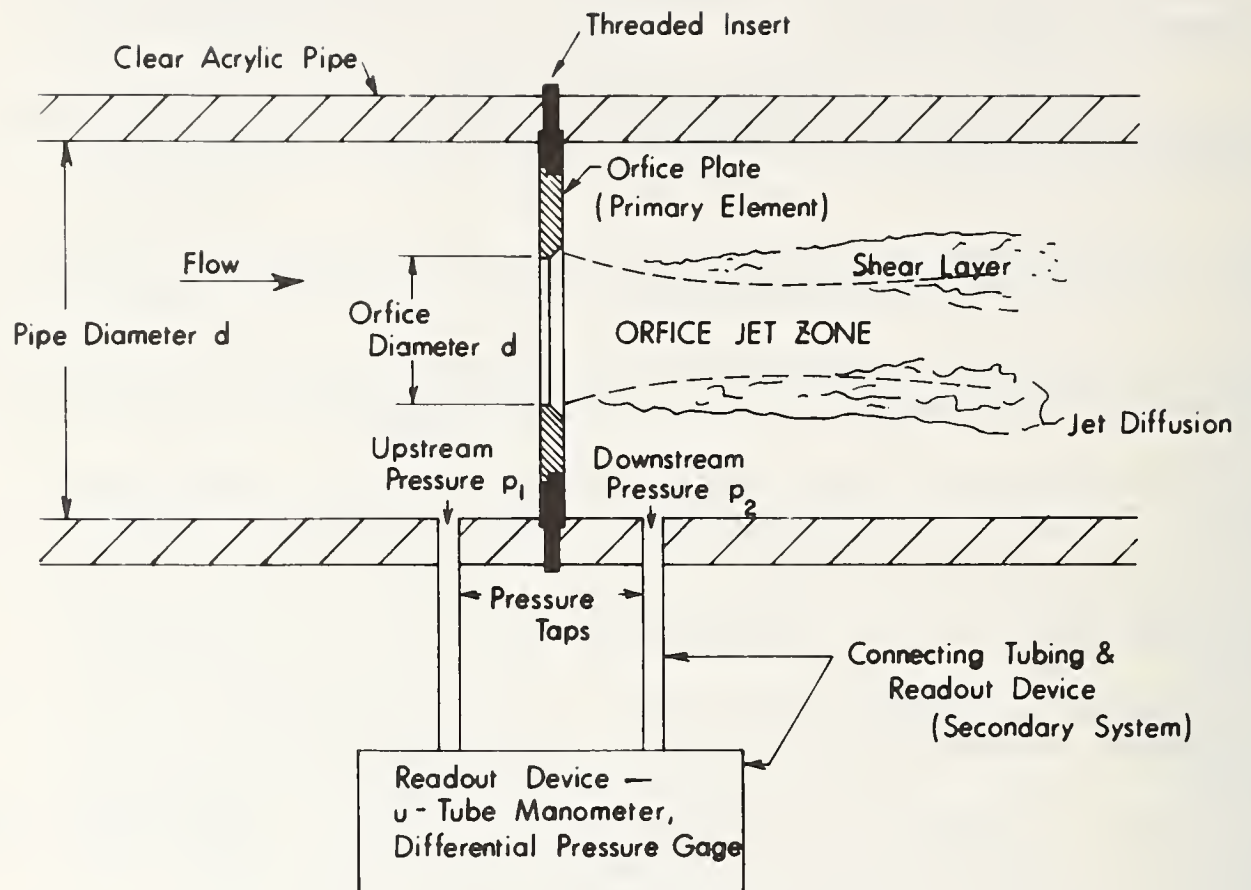 Threaded Insert
Clear Acrylic Pipe
Orfice Plate
(Primary Element)
Flow
Shear Layer
Pipe Diameter d
Orfice
Diameter d
ORFICE JET ZONE
Jet Diffusion
Upstream
Pressure p₁
Downstream
Pressure p₂
Pressure
Taps
Connecting Tubing &
Readout Device
(Secondary System)
Readout Device —
u - Tube Manometer,
Differential Pressure Gage